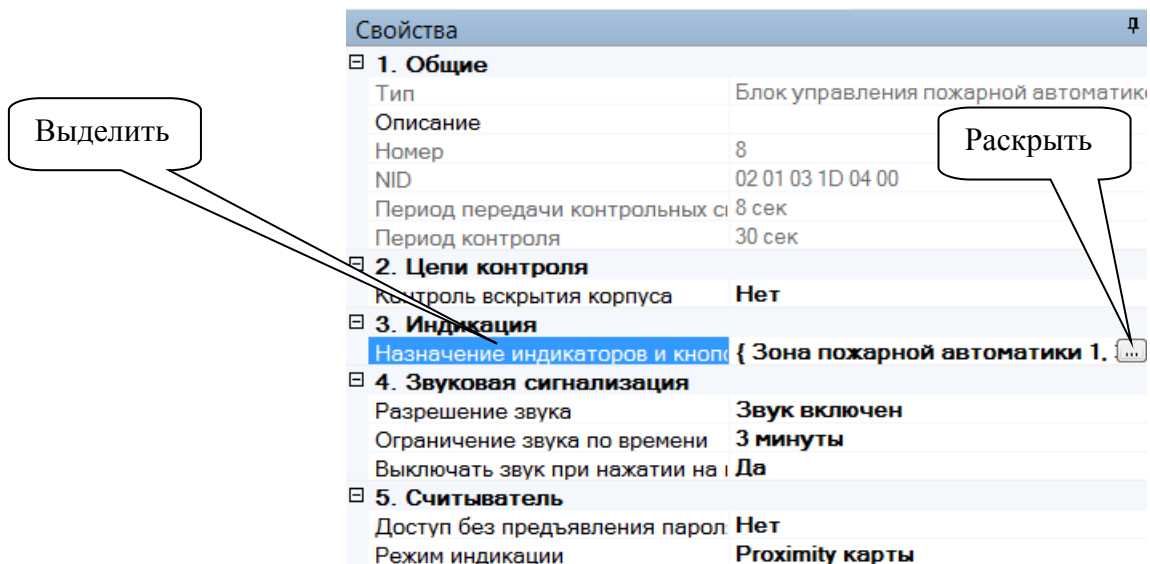 Свойства
1. Общие
Тип Блок управления пожарной автоматик
Описание
Номер 8
NID 02 01 03 1D 04 00
Период передачи контрольных 8 сек
Период контроля 30 сек
2. Цепи контроля
Контроль вскрытия корпуса Нет
3. Индикация
Назначение индикаторов и кноп { Зона пожарной автоматики 1, ...
4. Звуковая сигнализация
Разрешение звука Звук включен
Ограничение звука по времени 3 минуты
Выключать звук при нажатии на Да
5. Считыватель
Доступ без предъявления парол Нет
Режим индикации Proximity карты
Выделить
Раскрыть